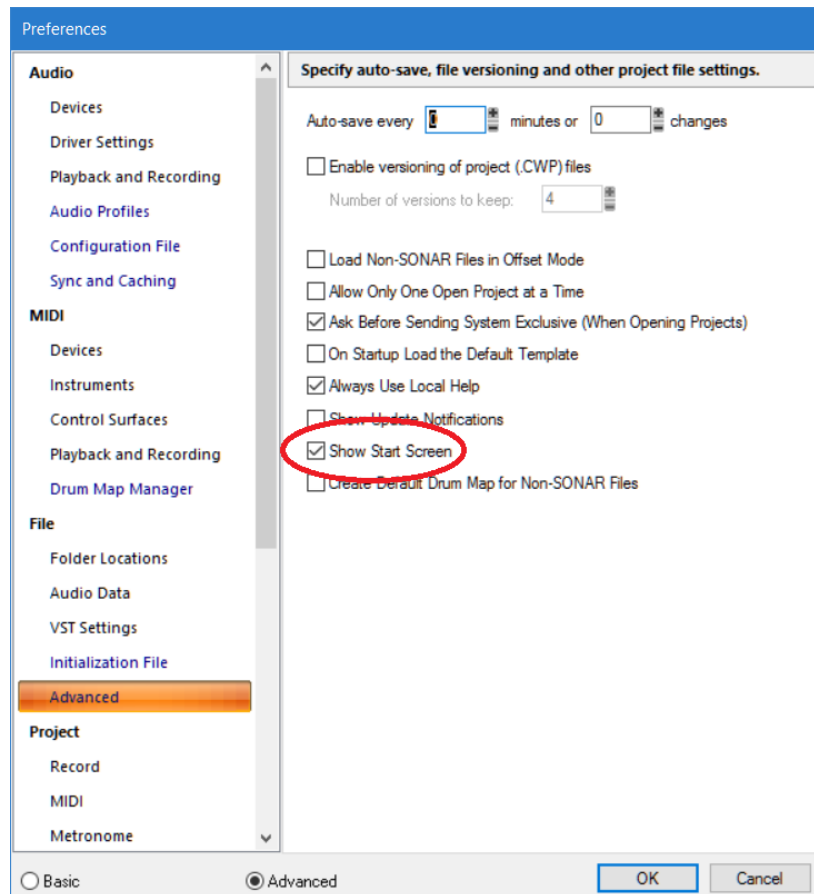 Preferences
Audio
Devices
Driver Settings
Playback and Recording
Audio Profiles
Configuration File
Sync and Caching
MIDI
Devices
Instruments
Control Surfaces
Playback and Recording
Drum Map Manager
File
Folder Locations
Audio Data
VST Settings
Initialization File
Advanced
Project
Record
MIDI
Metronome
Specify auto-save, file versioning and other project file settings.
Auto-save every 0 minutes or 0 changes
Enable versioning of project (.CWP) files
Number of versions to keep: 4
Load Non-SONAR Files in Offset Mode
Allow Only One Open Project at a Time
Ask Before Sending System Exclusive (When Opening Projects)
On Startup Load the Default Template
Always Use Local Help
Show Update Notifications
Show Start Screen
Create Default Drum Map for Non-SONAR Files
Basic
Advanced
OK
Cancel